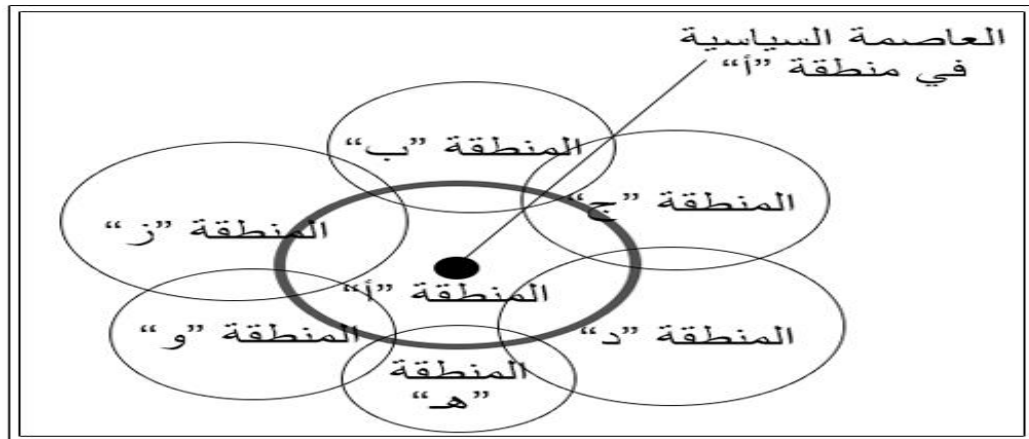 العاصمة السياسية
في منطقة ”أ“
المنطقة ”ب“
المنطقة ”ج“
المنطقة ”ز“
المنطقة ”أ“
المنطقة ”و“
المنطقة ”د“
المنطقة
”هـ“